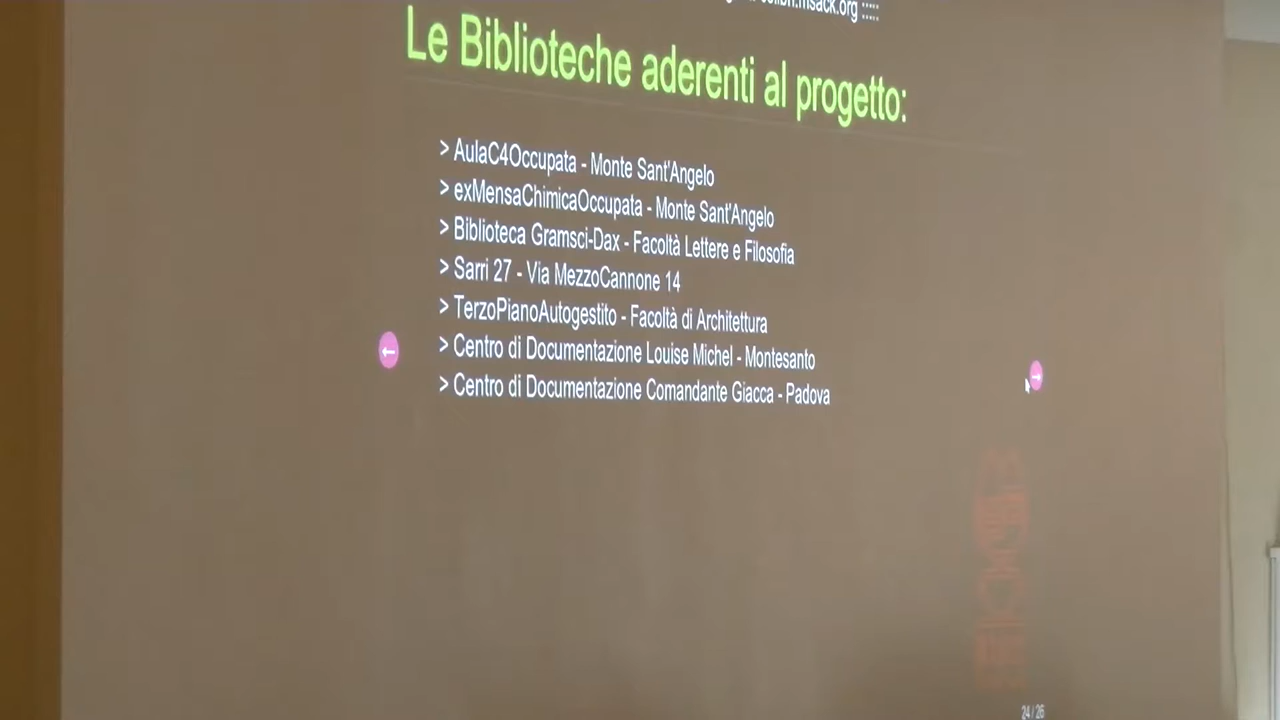 Le Biblioteche aderenti al progetto:
> AulaC4Occupata - Monte Sant'Angelo
> exMensaChimicaOccupata - Monte Sant'Angelo
> Biblioteca Gramsci-Dax - Facoltà Lettere e Filosofia
> Sarri 27 - Via MezzoCannone 14
> TerzoPianoAutogestito - Facoltà di Architettura
> Centro di Documentazione Louise Michel - Montesanto
> Centro di Documentazione Comandante Giacca - Padova
24 / 26